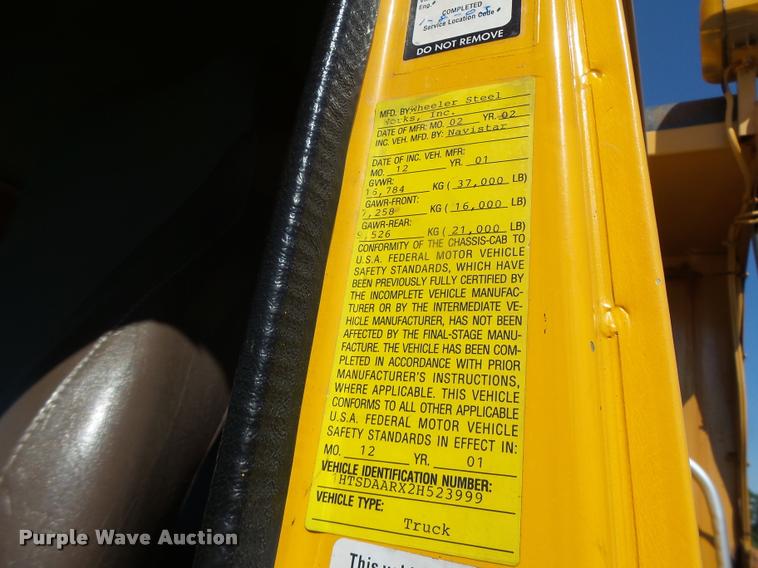 Eng.
COMPLETED
Service Location Code
DO NOT REMOVE
MFD. BY Wheeler Steel
Works, Inc.
DATE OF MFR: MO. 02 YR. 02
INC. VEH. MFD. BY: Navistar
DATE OF INC. VEH. MFR:
MO. 12 YR. 01
GVWR:
16,784 KG ( 37,000 LB)
GAWR-FRONT:
7,258 KG ( 16,000 LB)
GAWR-REAR:
9,526 KG ( 21,000 LB)
CONFORMITY OF THE CHASSIS-CAB TO
U.S.A. FEDERAL MOTOR VEHICLE
SAFETY STANDARDS, WHICH HAVE
BEEN PREVIOUSLY FULLY CERTIFIED BY
THE INCOMPLETE VEHICLE MANUFAC-
TURER OR BY THE INTERMEDIATE VE-
HICLE MANUFACTURER, HAS NOT BEEN
AFFECTED BY THE FINAL-STAGE MANU-
FACTURE. THE VEHICLE HAS BEEN COM-
PLETED IN ACCORDANCE WITH PRIOR
MANUFACTURER'S INSTRUCTIONS,
WHERE APPLICABLE. THIS VEHICLE
CONFORMS TO ALL OTHER APPLICABLE
U.S.A. FEDERAL MOTOR VEHICLE
SAFETY STANDARDS IN EFFECT IN:
MO. 12 YR. 01
VEHICLE IDENTIFICATION NUMBER:
1HTSDAARX2H523999
VEHICLE TYPE:
Truck
This
Purple Wave Auction